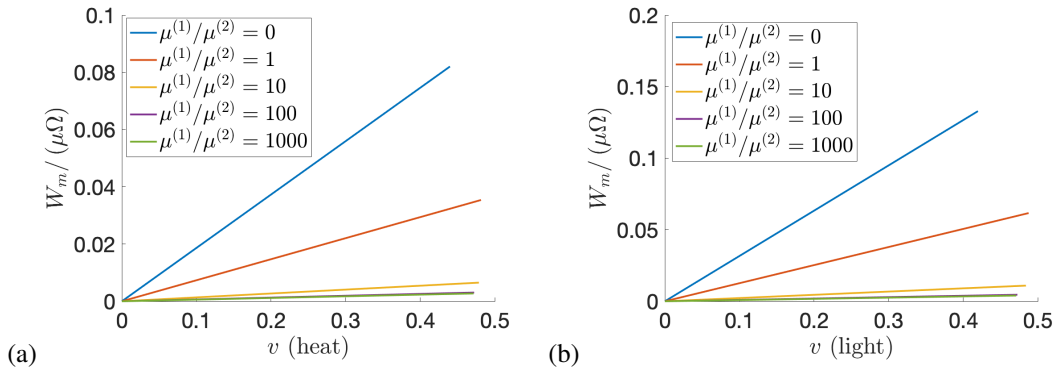 0.1
0.08
0.06
0.04
0.02
0
W_m/ (μΩ)
μ^(1)/μ^(2) = 0
μ^(1)/μ^(2) = 1
μ^(1)/μ^(2) = 10
μ^(1)/μ^(2) = 100
μ^(1)/μ^(2) = 1000
0 0.1 0.2 0.3 0.4 0.5
v (heat)
(a)
0.2
0.15
0.1
0.05
0
W_m/ (μΩ)
μ^(1)/μ^(2) = 0
μ^(1)/μ^(2) = 1
μ^(1)/μ^(2) = 10
μ^(1)/μ^(2) = 100
μ^(1)/μ^(2) = 1000
0 0.1 0.2 0.3 0.4 0.5
v (light)
(b)